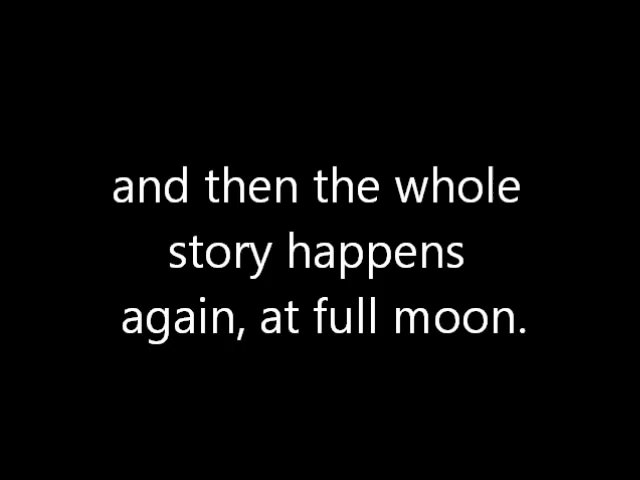 and then the whole
story happens
again, at full moon.